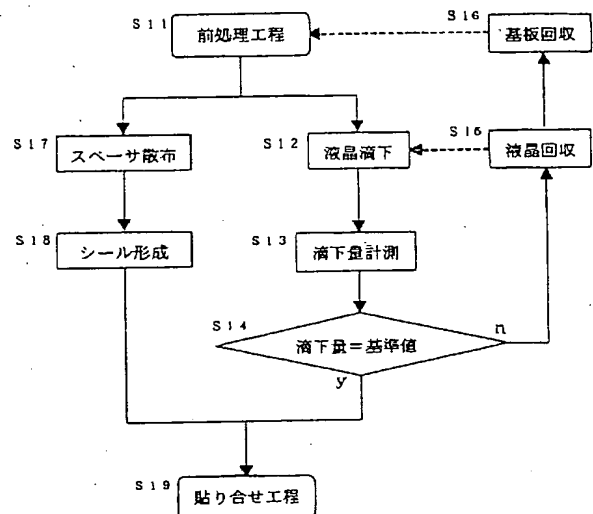 S11
前処理工程
S16
基板回収
S17
スペーサ散布
S12
液晶滴下
S15
液晶回収
S18
シール形成
S13
滴下量計測
S14
滴下量=基準値
n
y
S19
貼り合せ工程